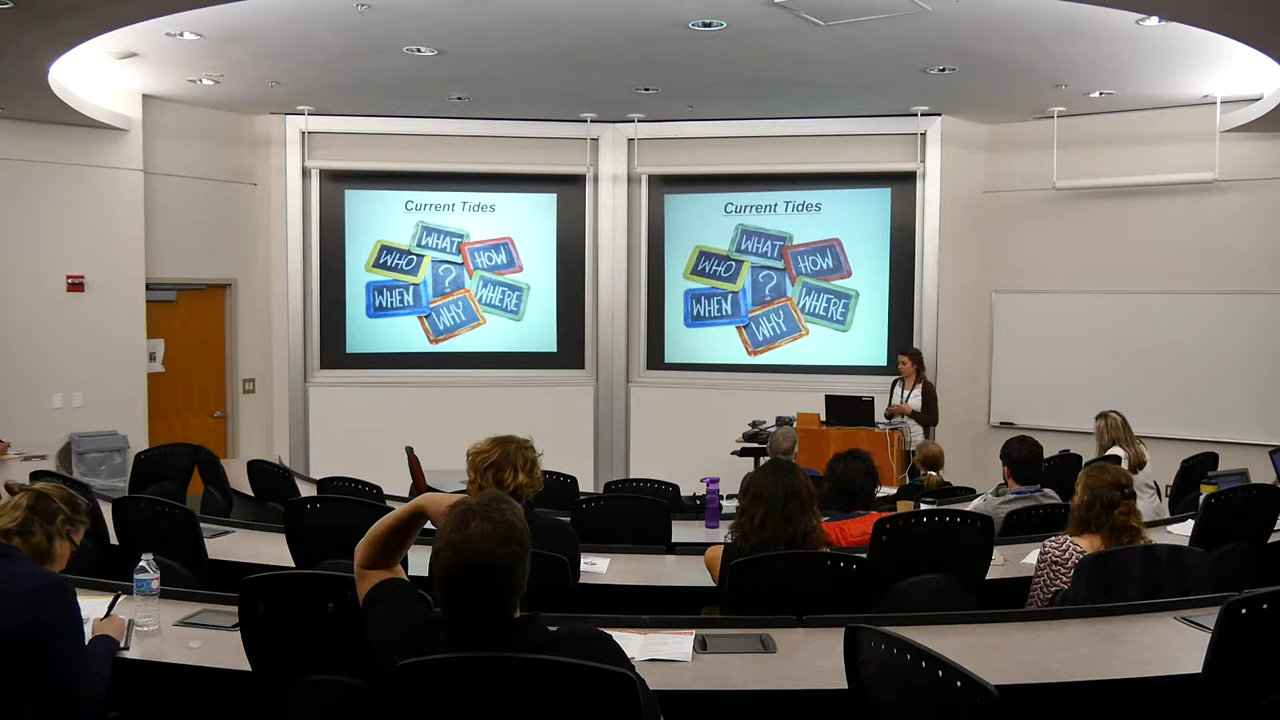 Current Tides
WHAT
WHO
HOW
?
WHEN
WHERE
WHY
Current Tides
WHAT
WHO
HOW
?
WHEN
WHERE
WHY